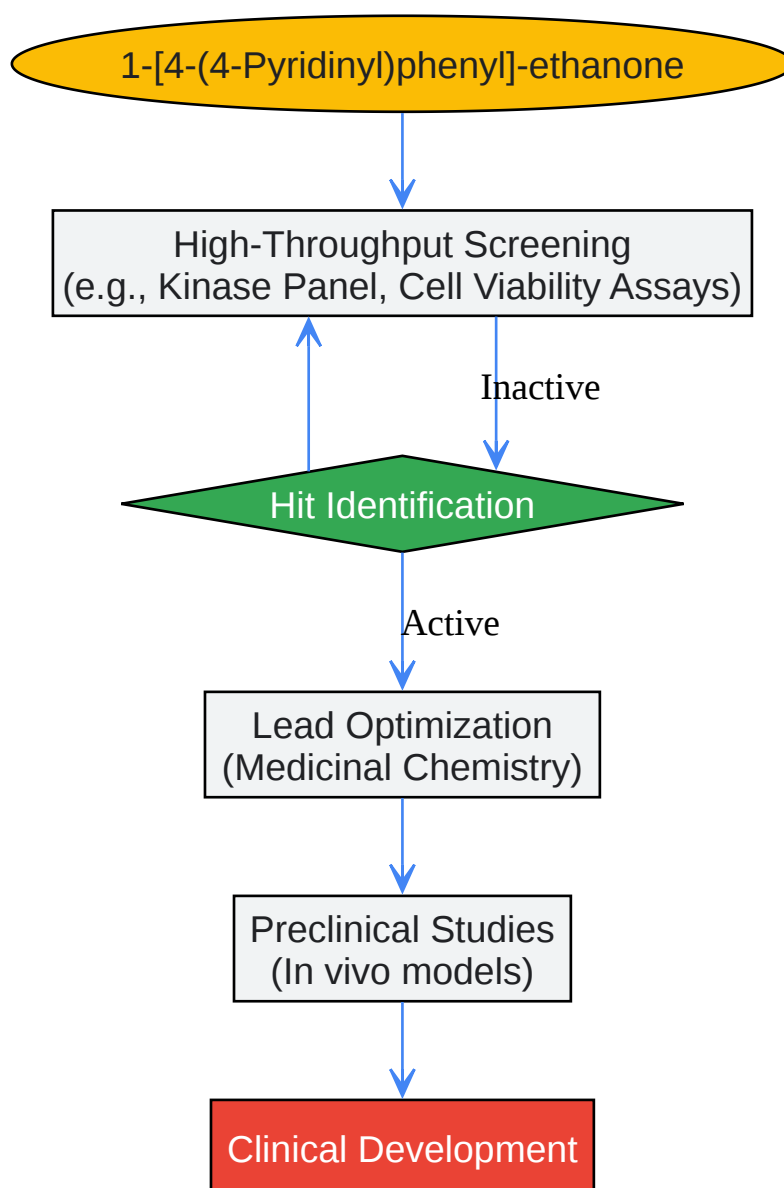 1-[4-(4-Pyridinyl)phenyl]-ethanone
High-Throughput Screening
(e.g., Kinase Panel, Cell Viability Assays)
Inactive
Hit Identification
Active
Lead Optimization
(Medicinal Chemistry)
Preclinical Studies
(In vivo models)
Clinical Development